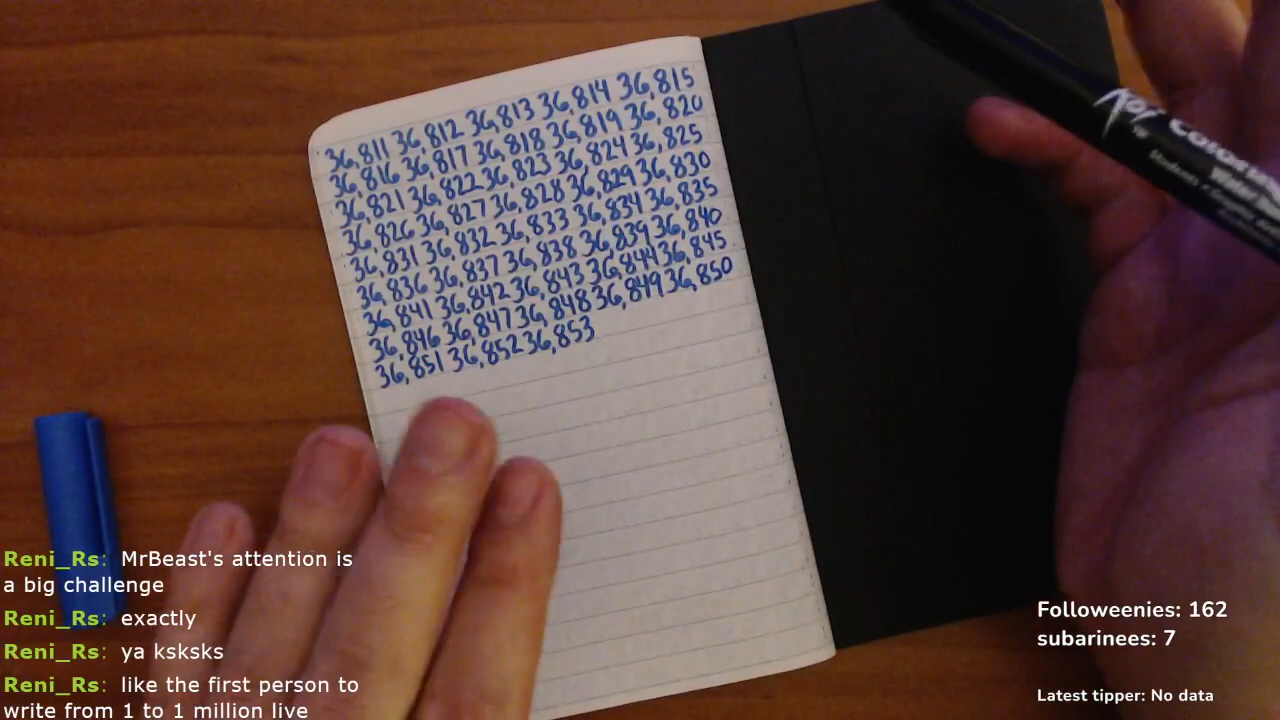 36,811 36,812 36,813 36,814 36,815
36,816 36,817 36,818 36,819 36,820
36,821 36,822 36,823 36,824 36,825
36,826 36,827 36,828 36,829 36,830
36,831 36,832 36,833 36,834 36,835
36,836 36,837 36,838 36,839 36,840
36,841 36,842 36,843 36,844 36,845
36,846 36,847 36,848 36,849 36,850
36,851 36,852 36,853
Reni_Rs: MrBeast's attention is
a big challenge
Reni_Rs: exactly
Reni_Rs: ya ksksks
Reni_Rs: like the first person to
write from 1 to 1 million live
Followeenies: 162
subarinees: 7
Latest tipper: No data